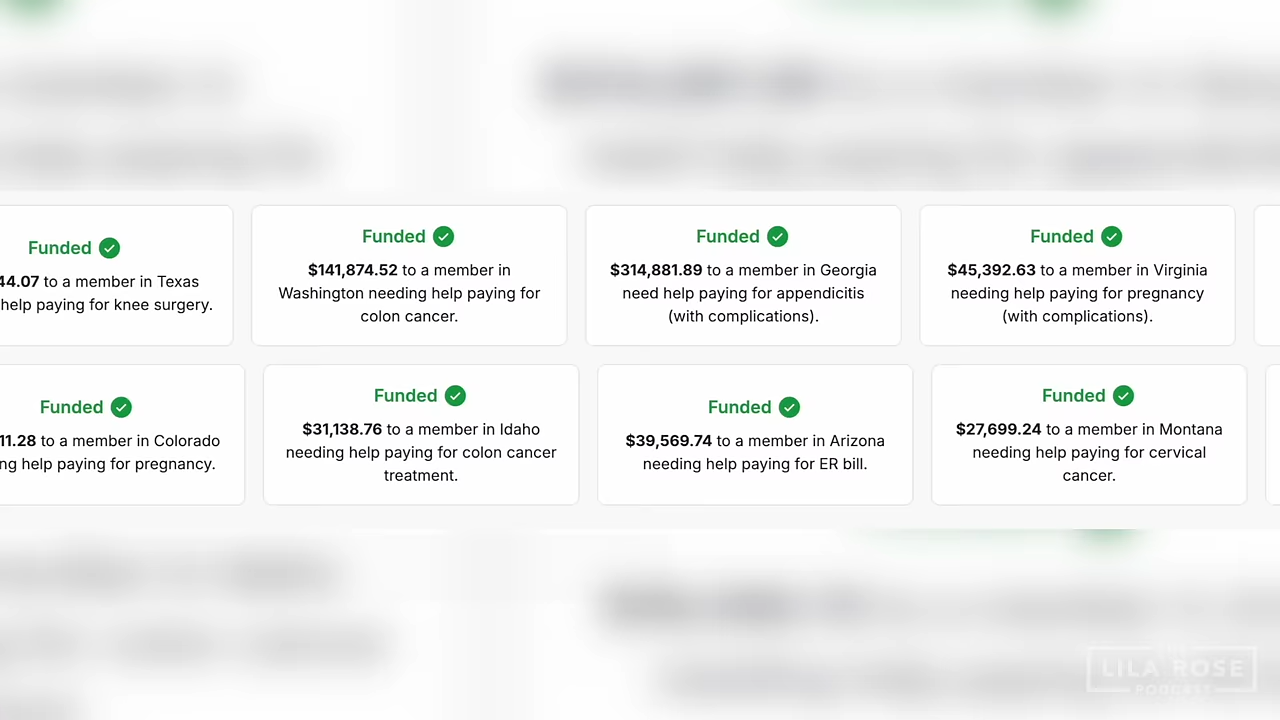 Funded
44.07 to a member in Texas
help paying for knee surgery.
Funded
$141,874.52 to a member in
Washington needing help paying for
colon cancer.
Funded
$314,881.89 to a member in Georgia
need help paying for appendicitis
(with complications).
Funded
$45,392.63 to a member in Virginia
needing help paying for pregnancy
(with complications).
Funded
11.28 to a member in Colorado
ng help paying for pregnancy.
Funded
$31,138.76 to a member in Idaho
needing help paying for colon cancer
treatment.
Funded
$39,569.74 to a member in Arizona
needing help paying for ER bill.
Funded
$27,699.24 to a member in Montana
needing help paying for cervical
cancer.
LILA ROSE
PODCAST